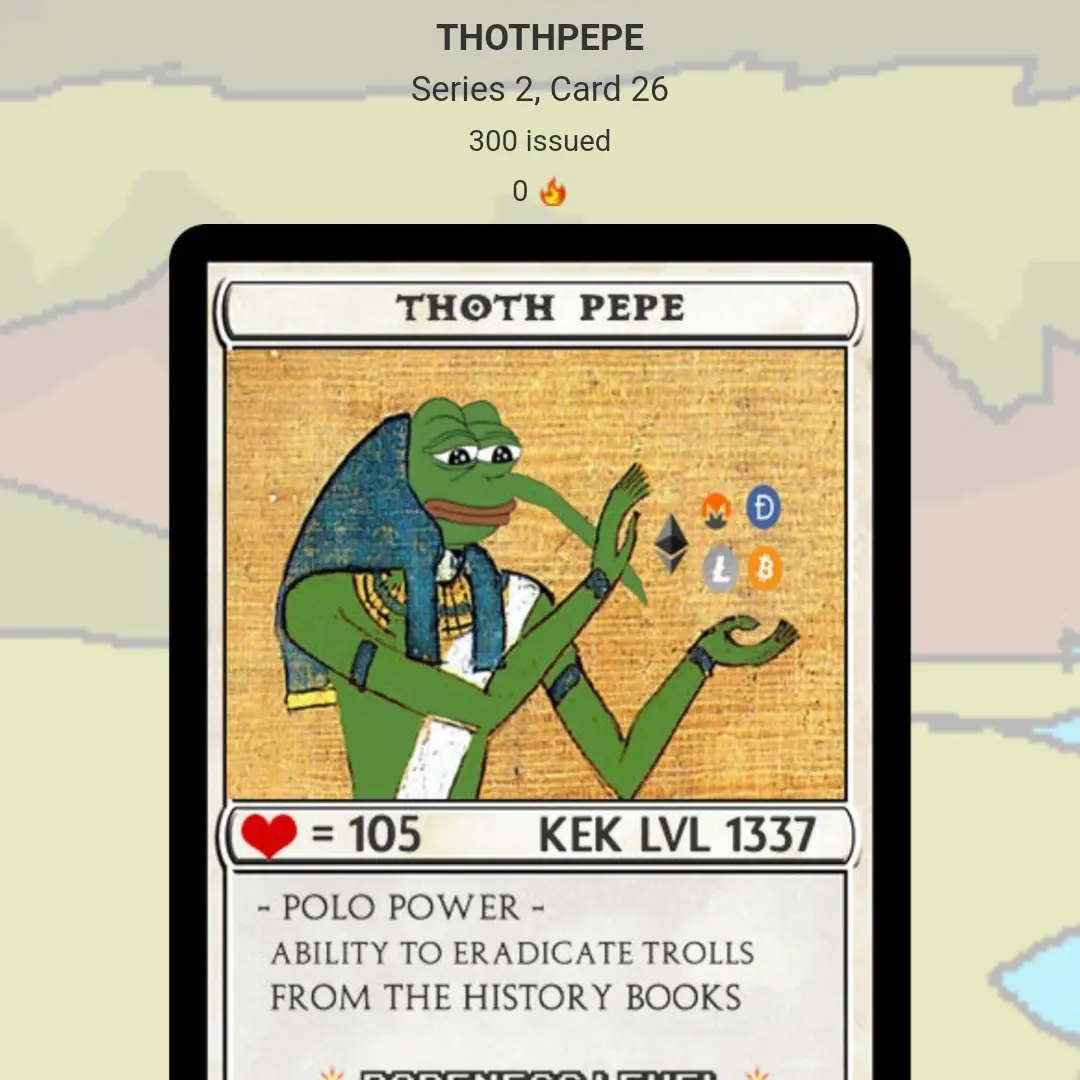 THOTHPEPE
Series 2, Card 26
300 issued
0 🔥
THOTH PEPE
= 105 KEK LVL 1337
- POLO POWER -
ABILITY TO ERADICATE TROLLS
FROM THE HISTORY BOOKS